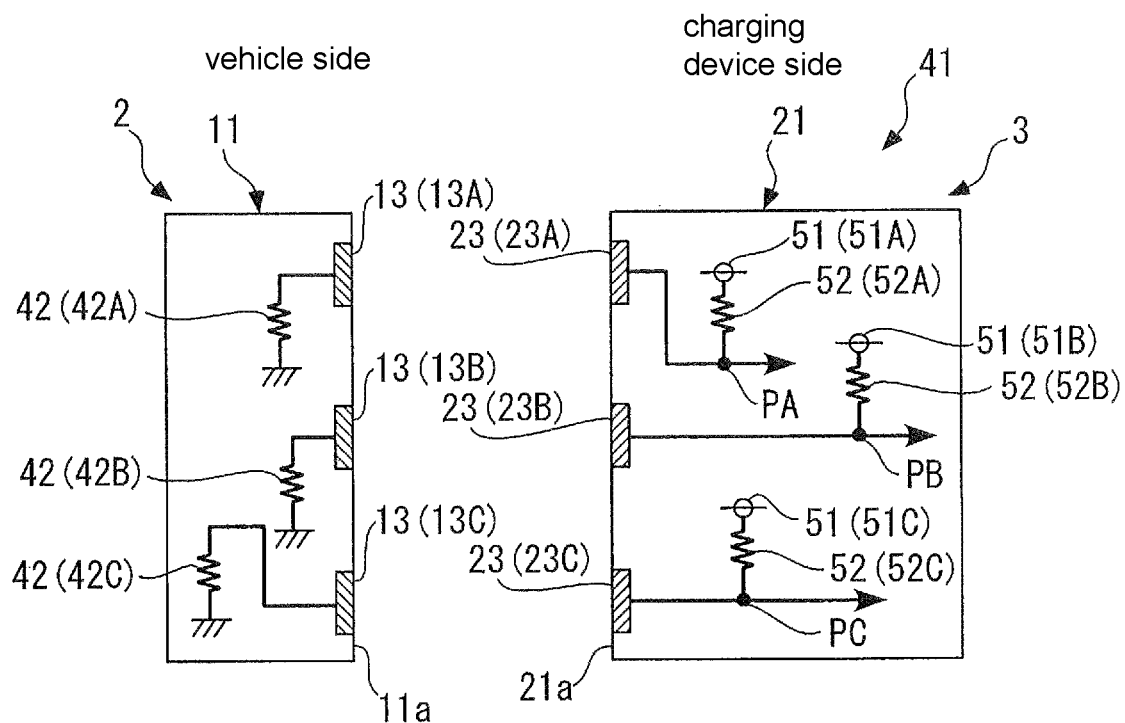 vehicle side
charging
device side
41
2
11
21
3
13 (13A)
23 (23A)
51 (51A)
52 (52A)
42 (42A)
51 (51B)
13 (13B)
PA
52 (52B)
23 (23B)
42 (42B)
PB
13 (13C)
51 (51C)
23 (23C)
52 (52C)
42 (42C)
PC
11a
21a